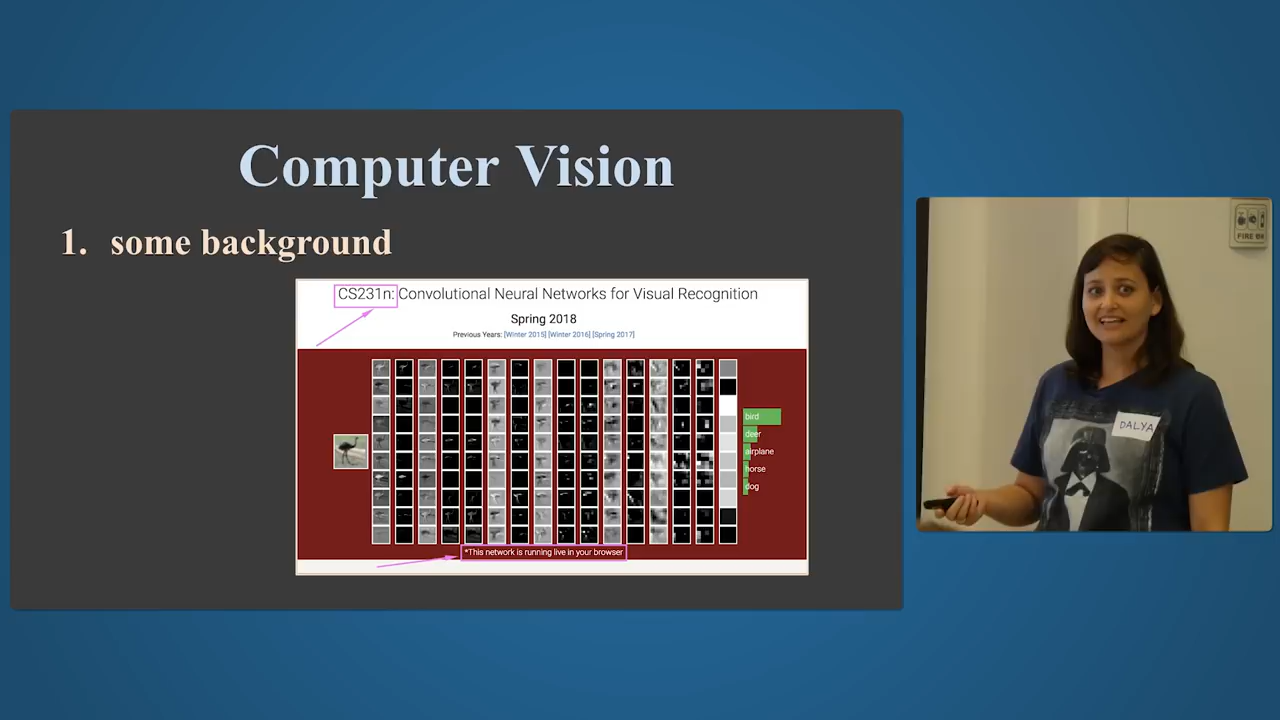 Computer Vision
1. some background
CS231n: Convolutional Neural Networks for Visual Recognition
Spring 2018
Previous Years: [Winter 2015] [Winter 2016] [Spring 2017]
bird
deer
airplane
horse
dog
*This network is running live in your browser
DALYA
FIRE